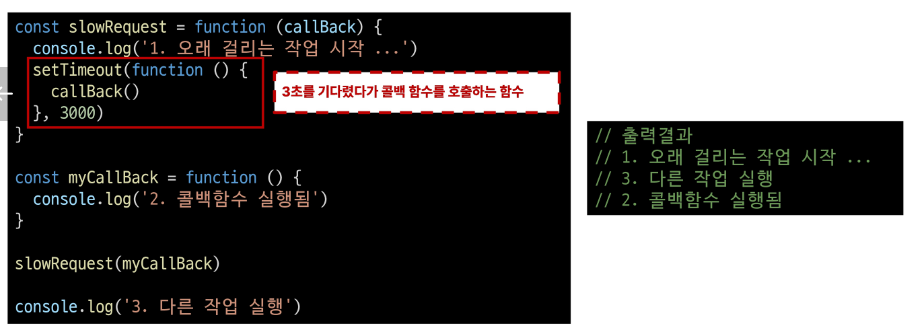 const slowRequest = function (callBack) {
console.log('1. 오래 걸리는 작업 시작 ...')
setTimeout(function () {
callBack()
}, 3000)
}
3초를 기다렸다가 콜백 함수를 호출하는 함수
const myCallBack = function () {
console.log('2. 콜백함수 실행됨')
}
slowRequest(myCallBack)
console.log('3. 다른 작업 실행')
// 출력결과
// 1. 오래 걸리는 작업 시작 ...
// 3. 다른 작업 실행
// 2. 콜백함수 실행됨